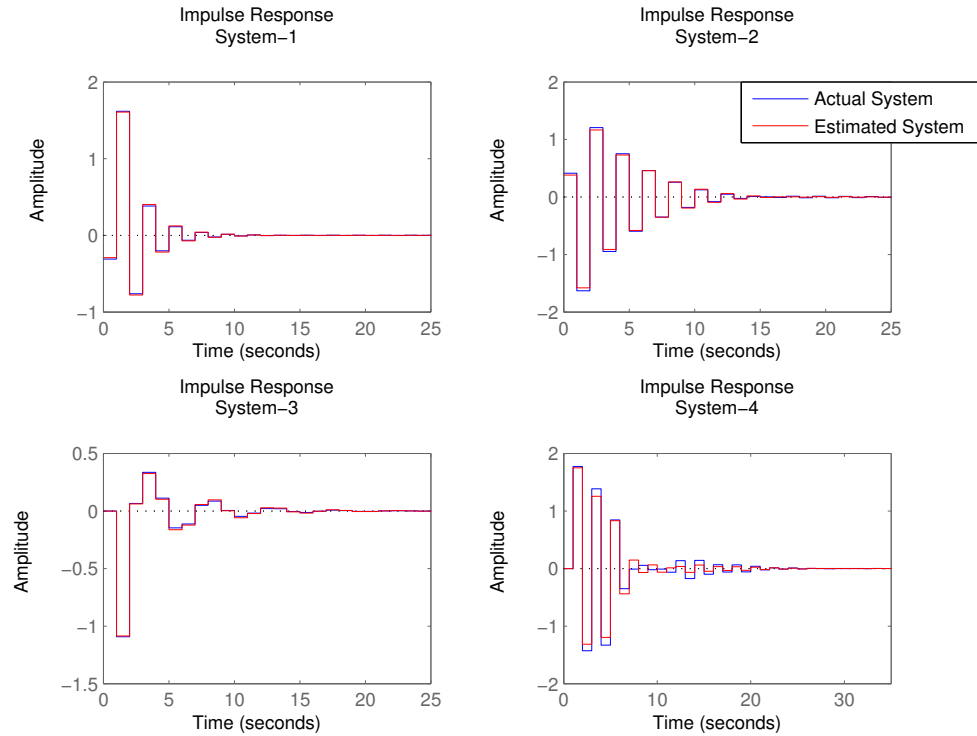 Impulse Response
System−1
Amplitude
2
1
0
−1
0
5
10
15
20
25
Time (seconds)
Impulse Response
System−2
Actual System
Estimated System
Amplitude
2
1
0
−1
−2
0
5
10
15
20
25
Time (seconds)
Impulse Response
System−3
Amplitude
0.5
0
−0.5
−1
−1.5
0
5
10
15
20
25
Time (seconds)
Impulse Response
System−4
Amplitude
2
1
0
−1
−2
0
10
20
30
Time (seconds)